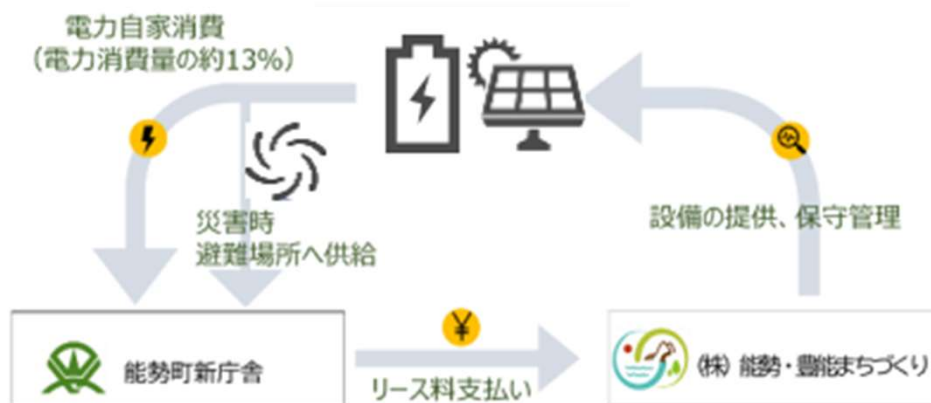 電力自家消費
（電力消費量の約13%）
災害時
避難場所へ供給
設備の提供、保守管理
能勢町新庁舎
¥
リース料支払い
(株) 能勢・豊能まちづくり